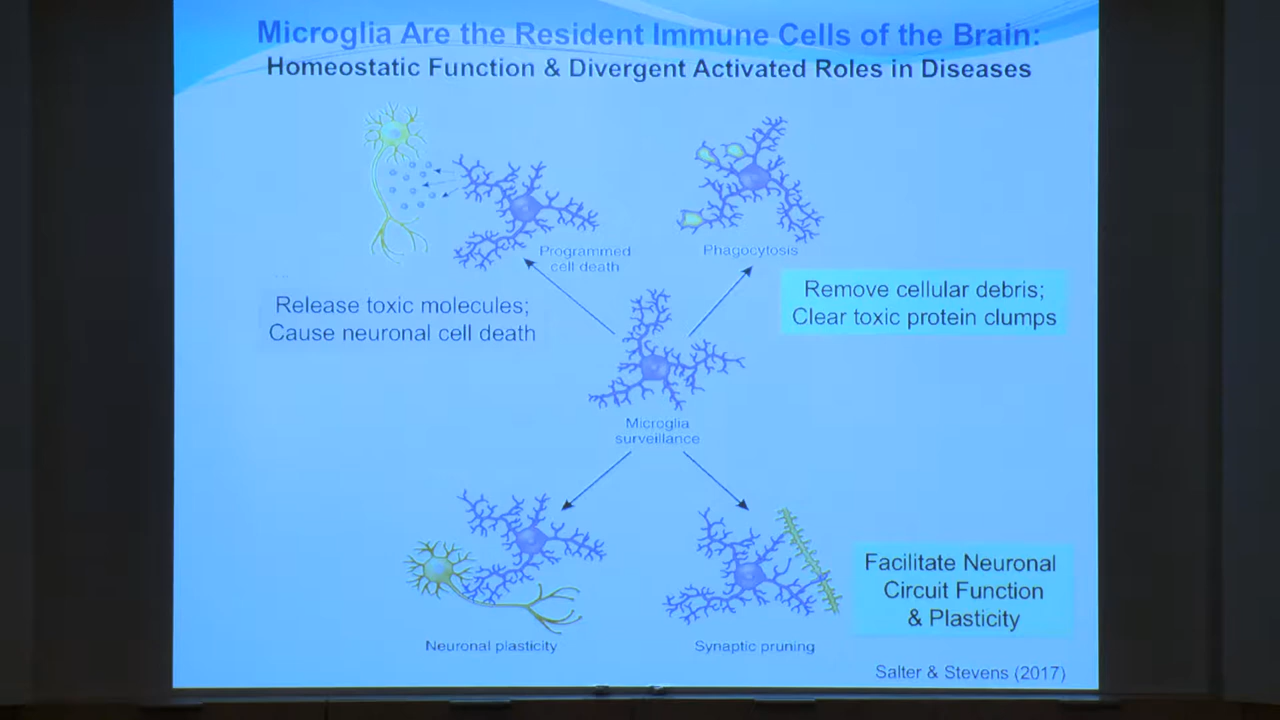 Microglia Are the Resident Immune Cells of the Brain:
Homeostatic Function & Divergent Activated Roles in Diseases
Programmed
cell death
Phagocytosis
Release toxic molecules;
Cause neuronal cell death
Remove cellular debris;
Clear toxic protein clumps
Microglia
surveillance
Neuronal plasticity
Synaptic pruning
Facilitate Neuronal
Circuit Function
& Plasticity
Salter & Stevens (2017)